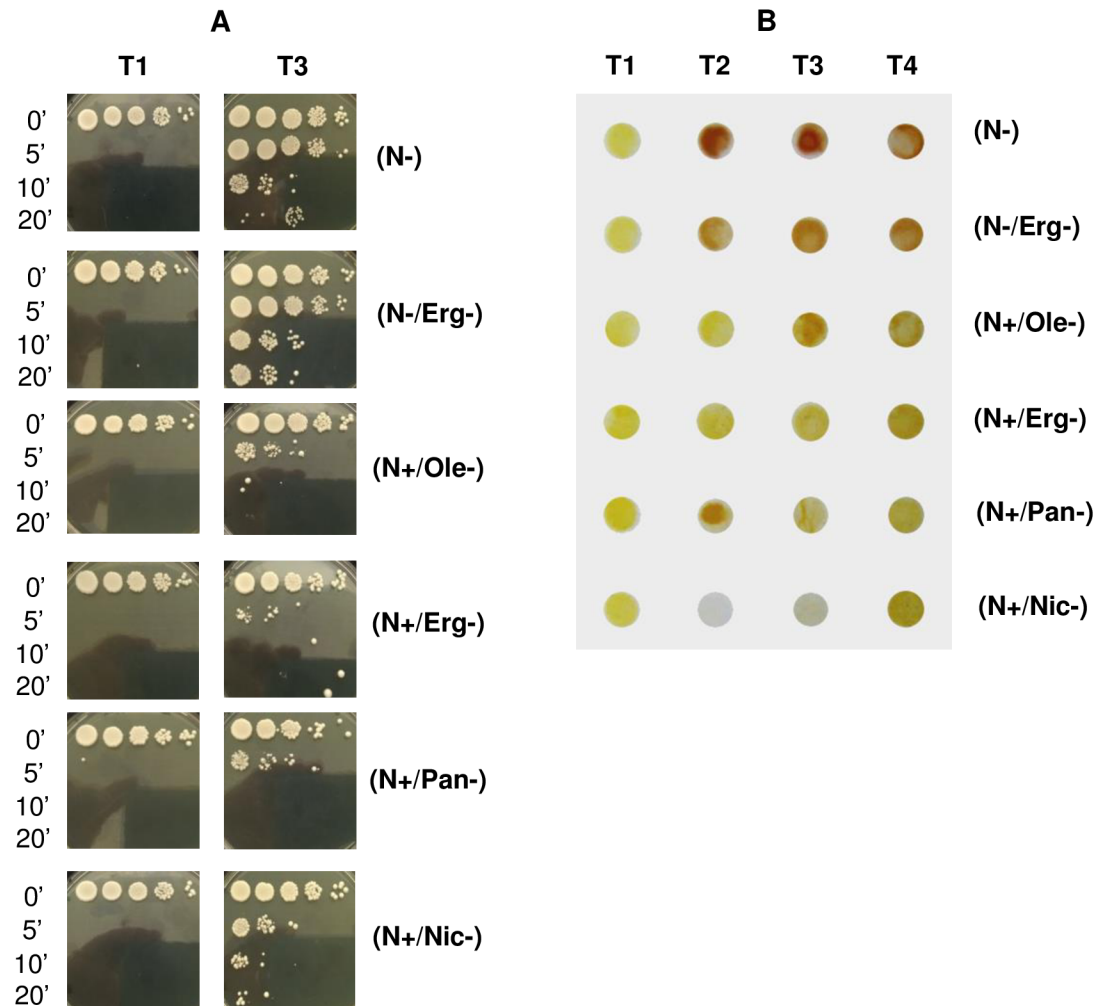 A
B
T1 T3
T1 T2 T3 T4
0'
5'
10'
20'
(N-)
0'
5'
10'
20'
(N-/Erg-)
0'
5'
10'
20'
(N+/Ole-)
0'
5'
10'
20'
(N+/Erg-)
0'
5'
10'
20'
(N+/Pan-)
0'
5'
10'
20'
(N+/Nic-)
(N-)
(N-/Erg-)
(N+/Ole-)
(N+/Erg-)
(N+/Pan-)
(N+/Nic-)